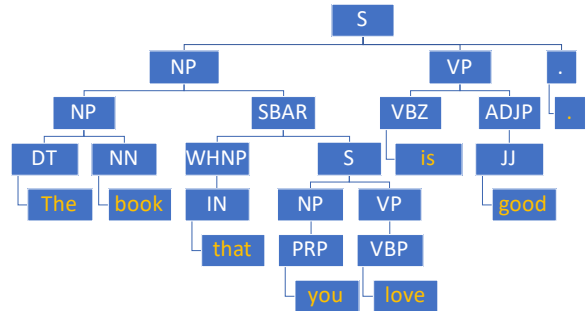 S
NP VP .
NP SBAR VBZ ADJP .
DT NN WHNP S is JJ
The book IN NP VP good
that PRP VBP
you love